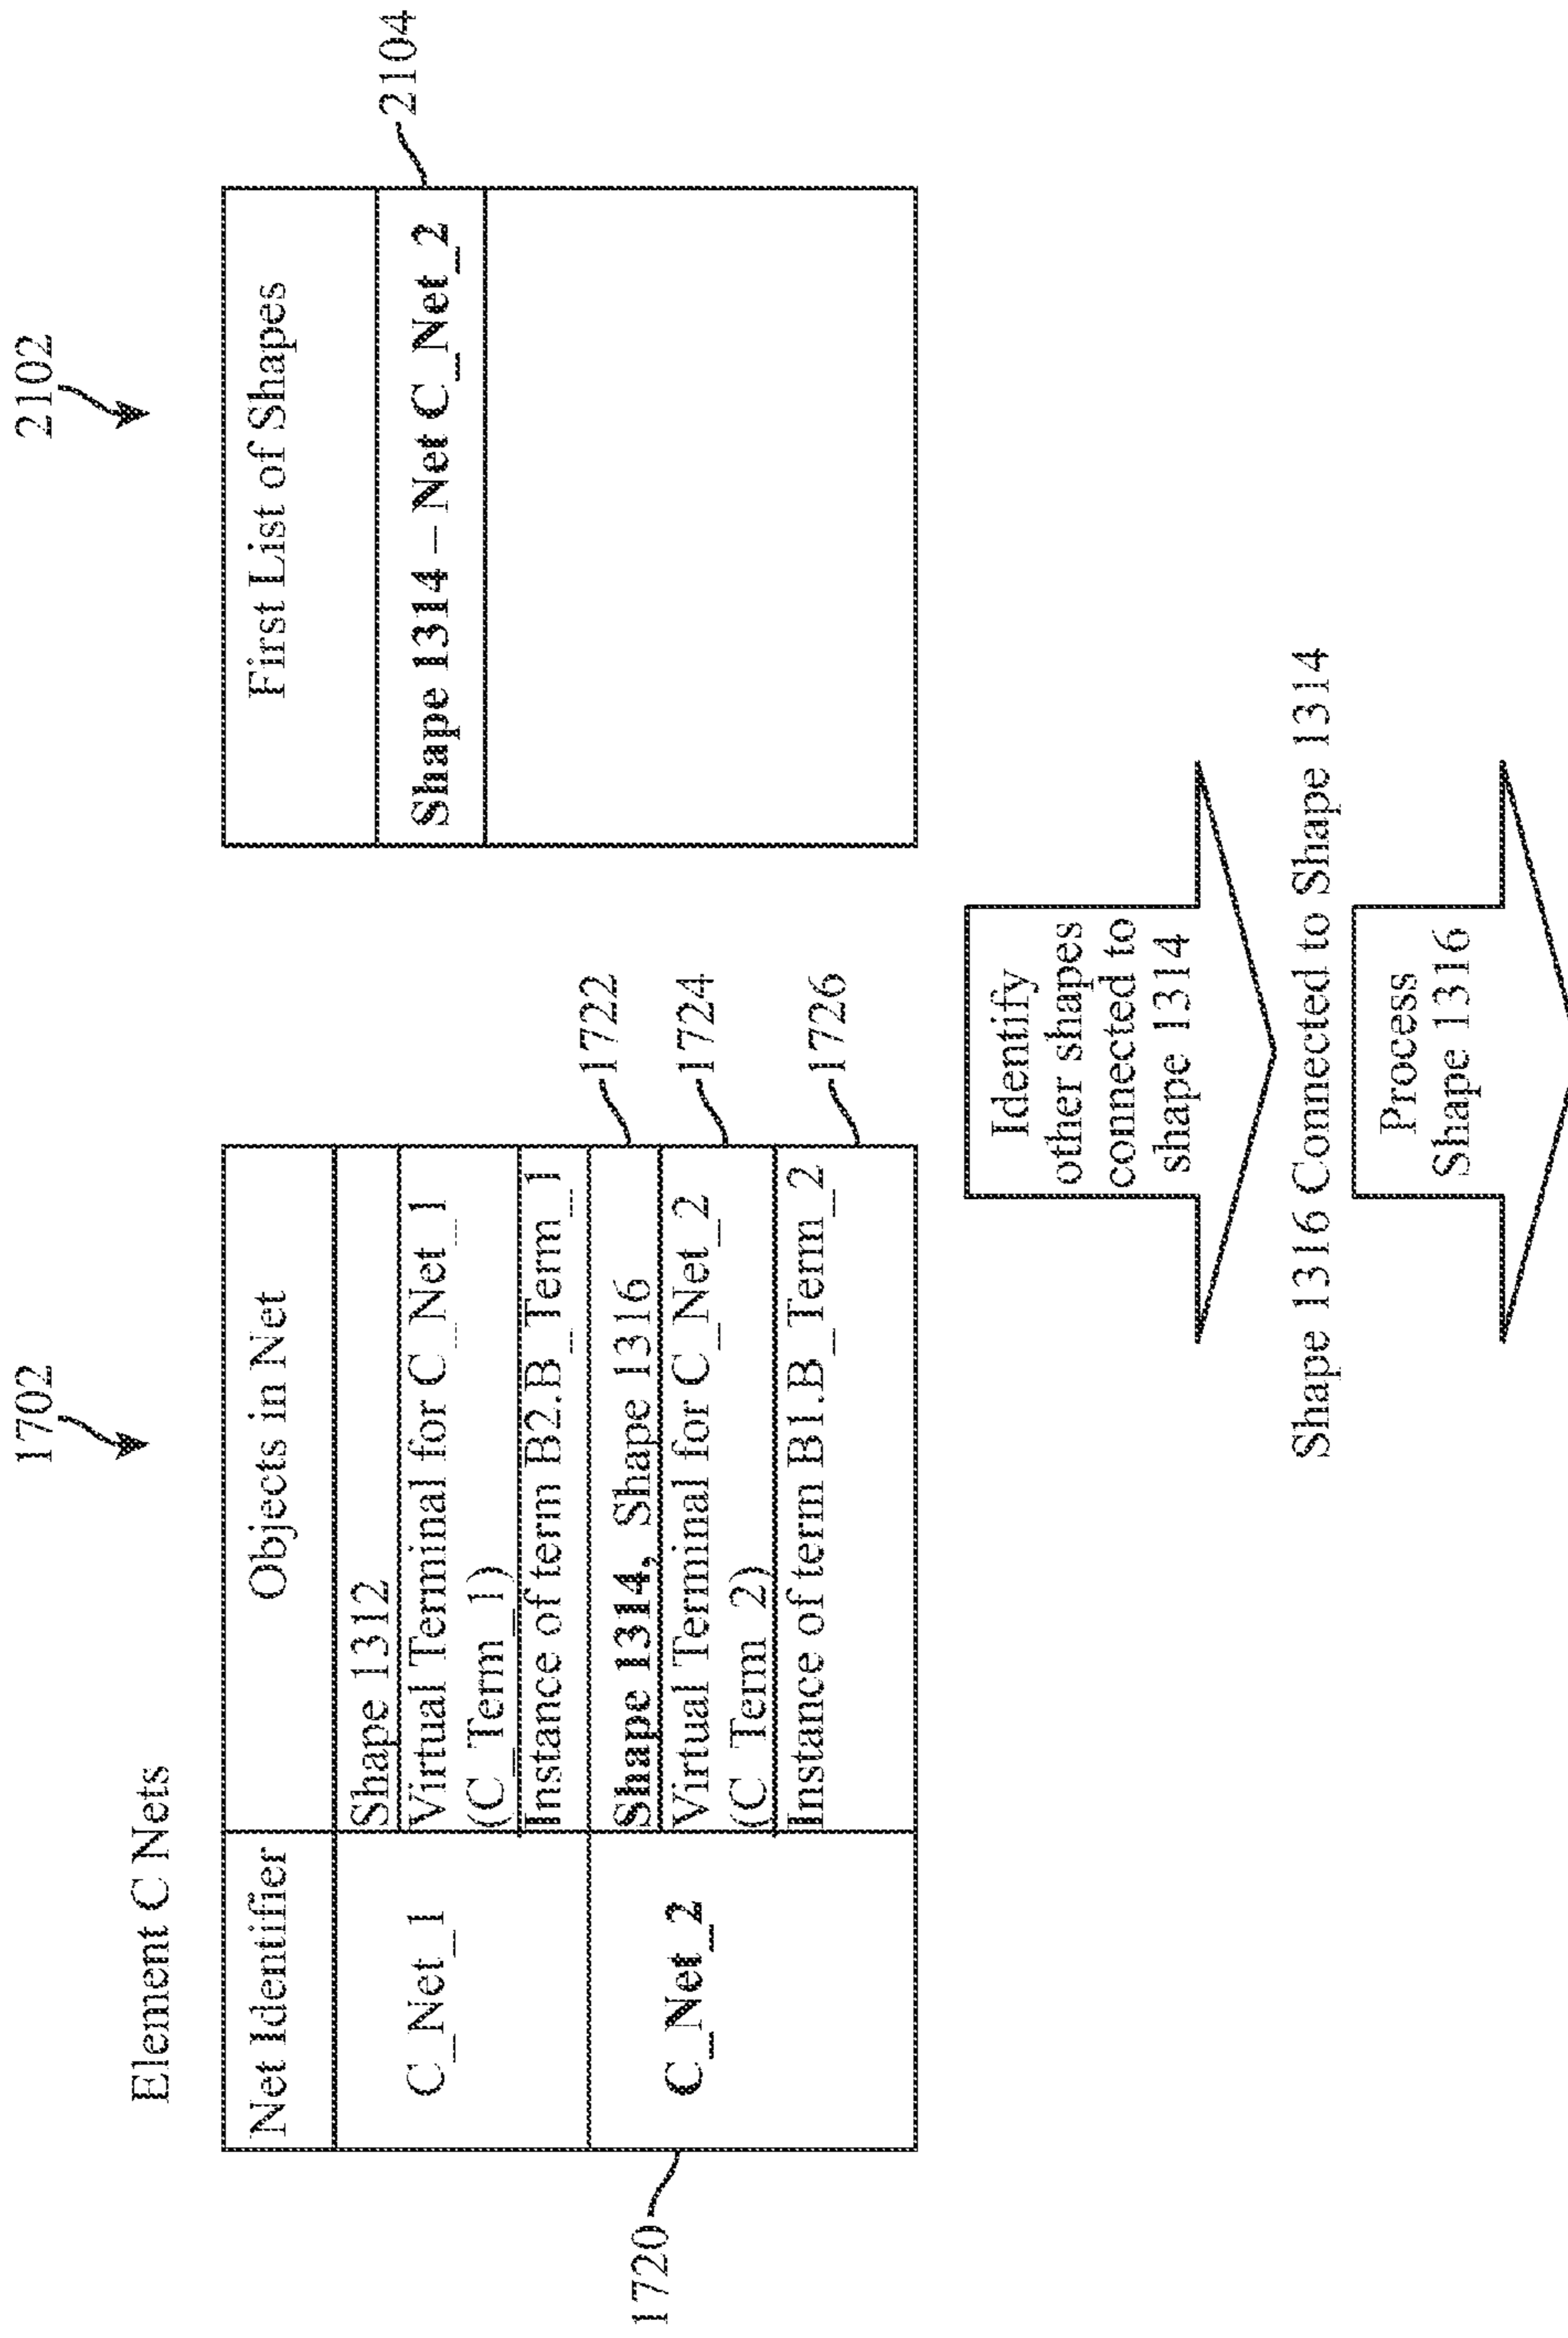 1702
2102
Element C Nets
Net Identifier
Objects in Net
First List of Shapes
C_Net_1
Shape 1312
Virtual Terminal for C_Net_1
(C_Term_1)
Instance of term B2.B_Term_1
Shape 1314 – Net C_Net_2
2104
1720
C_Net_2
Shape 1314, Shape 1316
1722
Virtual Terminal for C_Net_2
(C_Term_2)
1724
Instance of term B1.B_Term_2
1726
Identify
other shapes
connected to
shape 1314
Shape 1316 Connected to Shape 1314
Process
Shape 1316